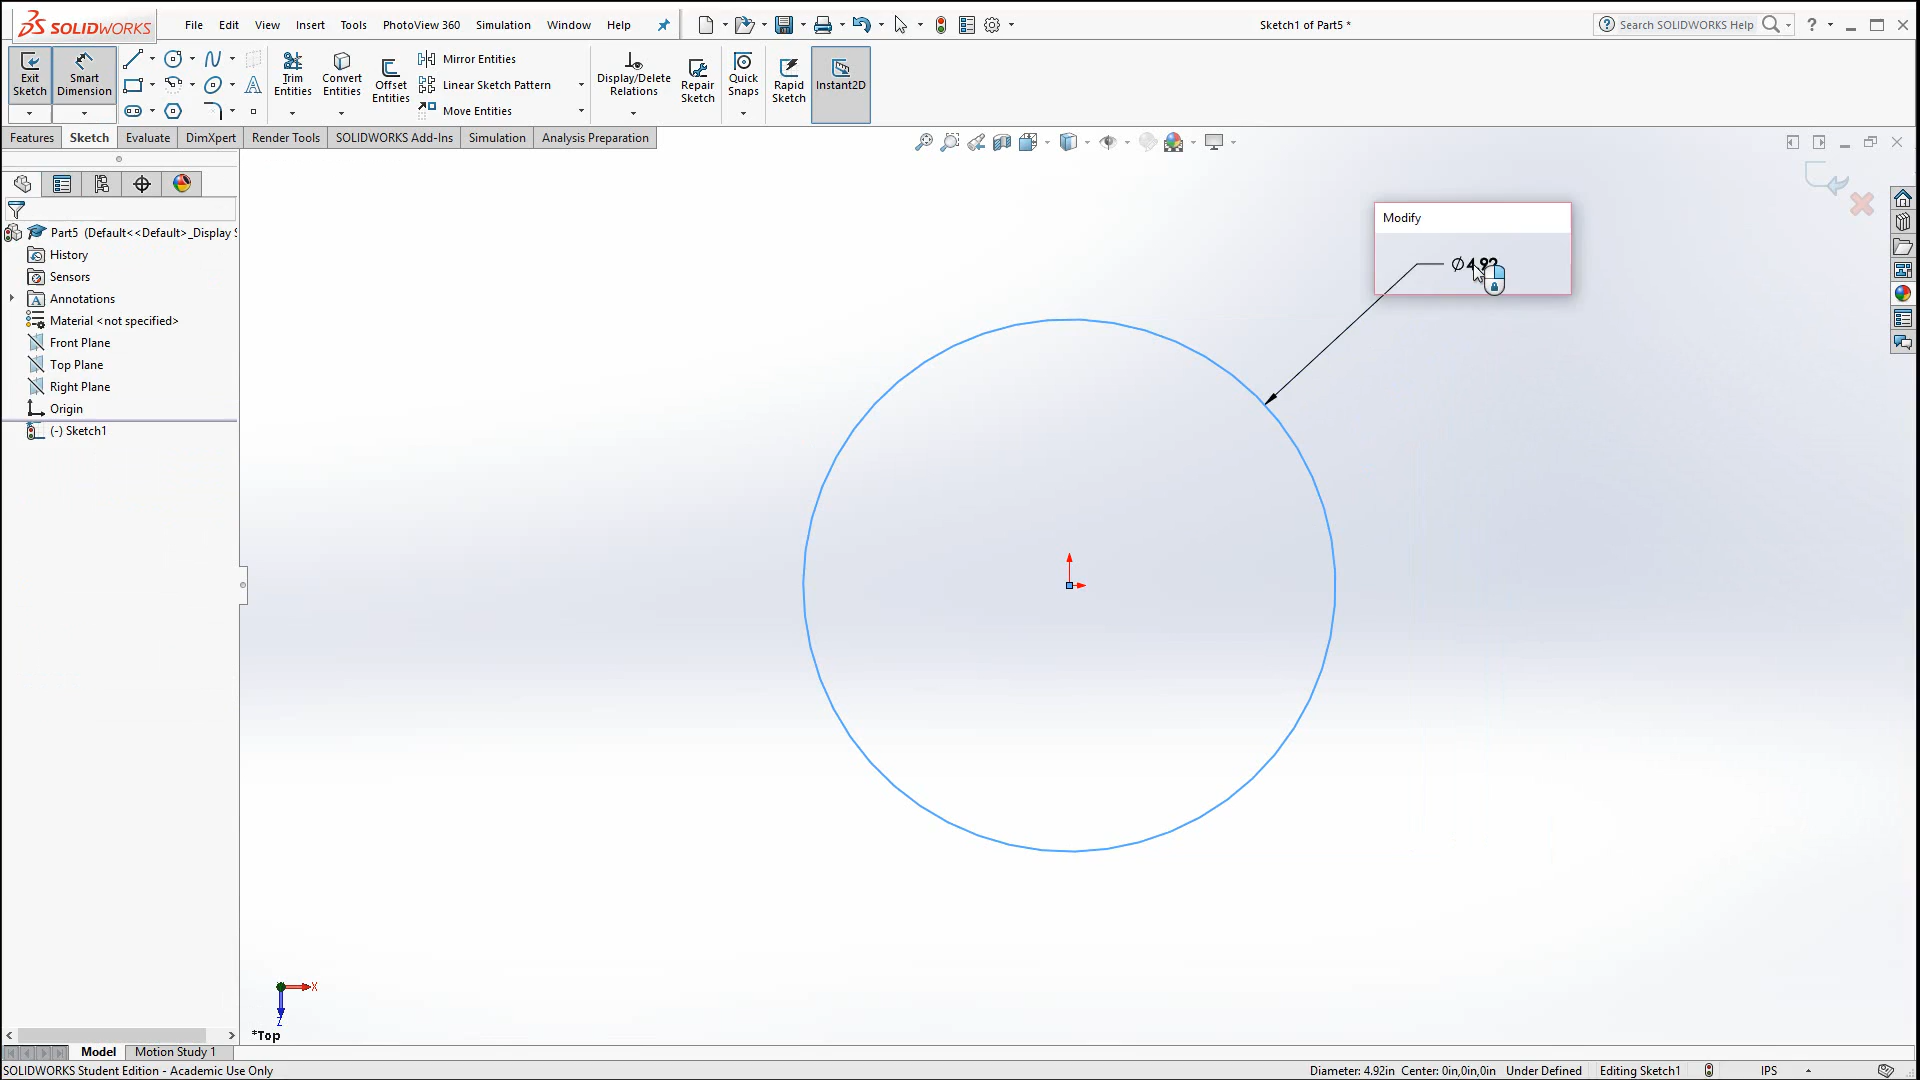 SOLIDWORKS
File Edit View Insert Tools PhotoView 360 Simulation Window Help
Sketch1 of Part5 *
Search SOLIDWORKS Help
Exit Sketch
Smart Dimension
Trim Entities
Convert Entities
Offset Entities
Mirror Entities
Linear Sketch Pattern
Move Entities
Display/Delete Relations
Repair Sketch
Quick Snaps
Rapid Sketch
Instant2D
Features Sketch Evaluate DimXpert Render Tools SOLIDWORKS Add-Ins Simulation Analysis Preparation
Part5 (Default<<Default>_Display S
History
Sensors
Annotations
Material <not specified>
Front Plane
Top Plane
Right Plane
Origin
(-) Sketch1
Modify
Ø4.92
X
Z
*Top
Model Motion Study 1
SOLIDWORKS Student Edition - Academic Use Only
Diameter: 4.92in Center: 0in,0in,0in Under Defined Editing Sketch1 IPS